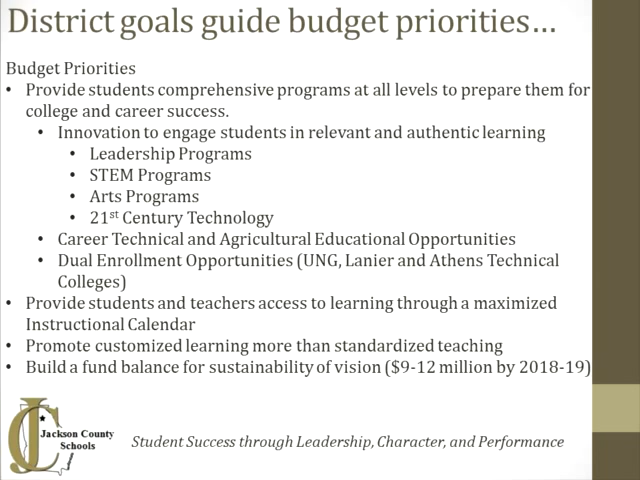 District goals guide budget priorities…
Budget Priorities
• Provide students comprehensive programs at all levels to prepare them for
college and career success.
• Innovation to engage students in relevant and authentic learning
• Leadership Programs
• STEM Programs
• Arts Programs
• 21st Century Technology
• Career Technical and Agricultural Educational Opportunities
• Dual Enrollment Opportunities (UNG, Lanier and Athens Technical
Colleges)
• Provide students and teachers access to learning through a maximized
Instructional Calendar
• Promote customized learning more than standardized teaching
• Build a fund balance for sustainability of vision ($9-12 million by 2018-19)
JC
Jackson County
Schools
Student Success through Leadership, Character, and Performance